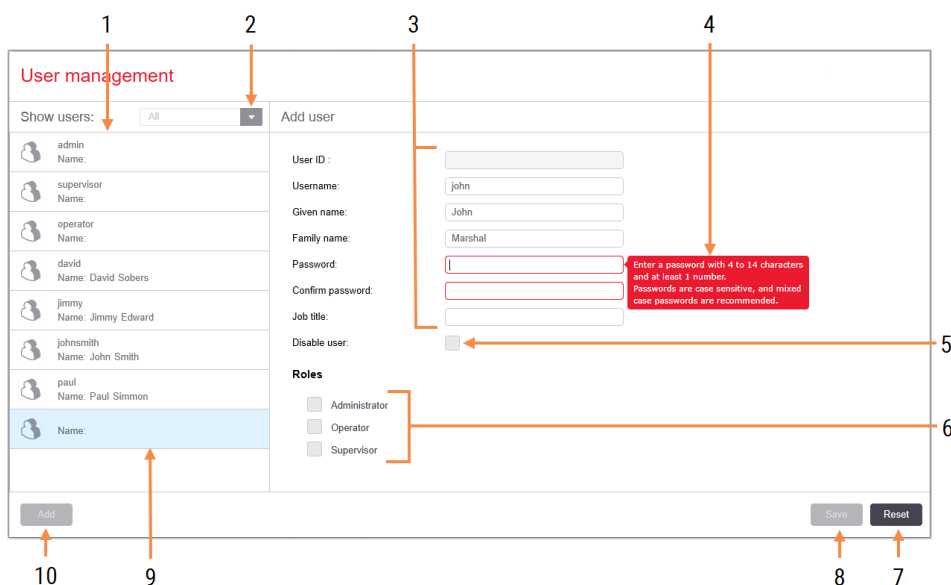 1 2 3 4
User management
Show users: All Add user
admin
Name:
supervisor
Name:
operator
Name:
david
Name: David Sobers
jimmy
Name: Jimmy Edward
johnsmith
Name: John Smith
paul
Name: Paul Simmon
Name:
User ID :
Username: john
Given name: John
Family name: Marshal
Password:
Enter a password with 4 to 14 characters
and at least 1 number.
Passwords are case sensitive, and mixed
case passwords are recommended.
Confirm password:
Job title:
Disable user:
5
Roles
Administrator
Operator
Supervisor
6
Add Save Reset
10 9 8 7